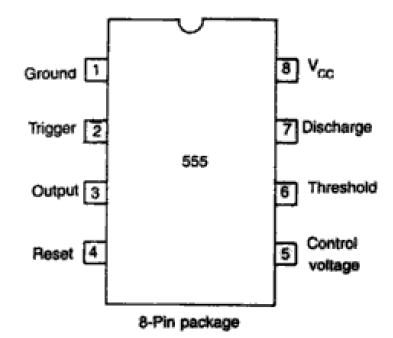 Ground 1
8 VCC
Trigger 2
7 Discharge
555
Output 3
6 Threshold
Reset 4
5 Control
voltage
8-Pin package